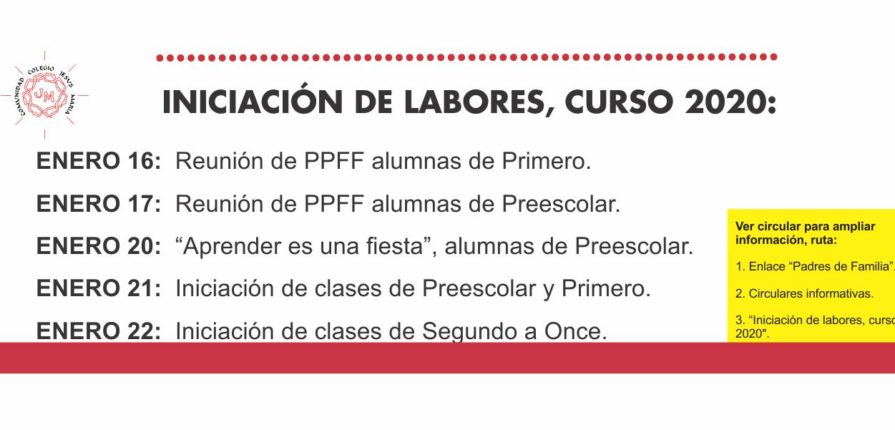 COMUNIDAD COLEGIO JESÚS MARÍA
JM
INICIACIÓN DE LABORES, CURSO 2020:
ENERO 16: Reunión de PPFF alumnas de Primero.
ENERO 17: Reunión de PPFF alumnas de Preescolar.
ENERO 20: “Aprender es una fiesta”, alumnas de Preescolar.
ENERO 21: Iniciación de clases de Preescolar y Primero.
ENERO 22: Iniciación de clases de Segundo a Once.
Ver circular para ampliar
información, ruta:
1. Enlace “Padres de Familia”.
2. Circulares informativas.
3. “Iniciación de labores, curso
2020".